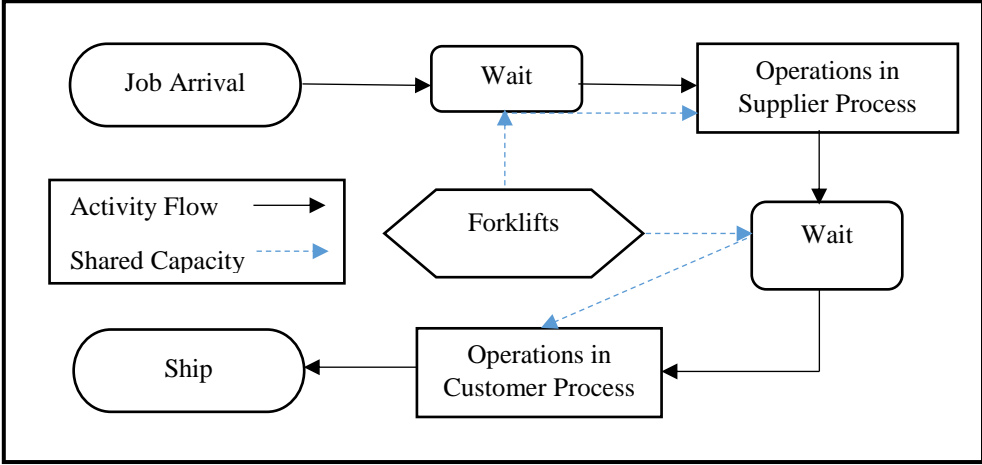 Job Arrival
Wait
Operations in
Supplier Process
Activity Flow
Shared Capacity
Forklifts
Wait
Ship
Operations in
Customer Process